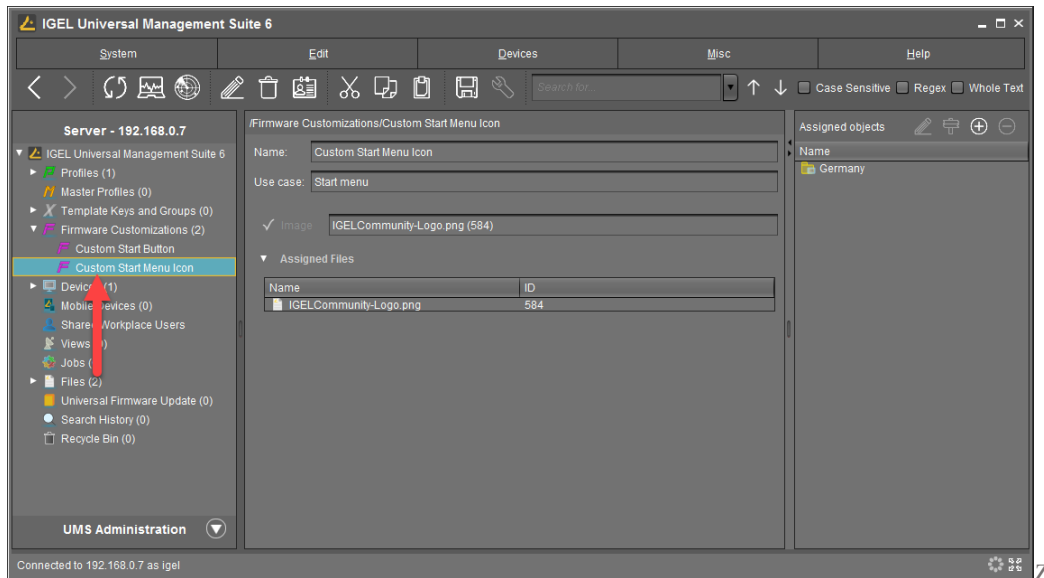 IGEL Universal Management Suite 6
System Edit Devices Misc Help
Search for... Case Sensitive Regex Whole Text
Server - 192.168.0.7
IGEL Universal Management Suite 6
Profiles (1)
Master Profiles (0)
Template Keys and Groups (0)
Firmware Customizations (2)
Custom Start Button
Custom Start Menu Icon
Mobile Devices (0)
Workplace Users
Views
Jobs
Files (2)
Universal Firmware Update (0)
Search History (0)
Recycle Bin (0)
UMS Administration
/Firmware Customizations/Custom Start Menu Icon
Name: Custom Start Menu Icon
Use case: Start menu
Image IGELCommunity-Logo.png (584)
Assigned Files
Name ID
IGELCommunity-Logo.png 584
Assigned objects
Name
Germany
Connected to 192.168.0.7 as igel